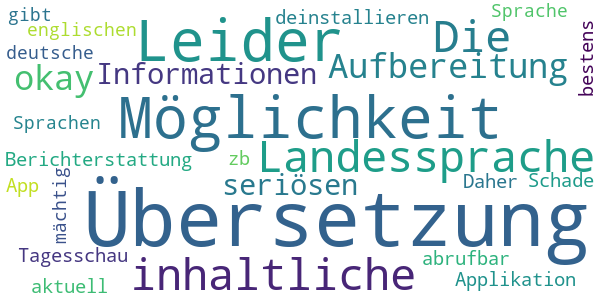 gibt
deinstallieren
Sprache
englischen
Leider
Die
bestens
deutsche
okay
Informationen
Aufbereitung
Möglichkeit
Sprachen
Berichterstattung
zb
Landessprache
App
mächtig
seriösen
Daher
Schade
Übersetzung
Tagesschau
inhaltliche
abrufbar
aktuell
Applikation